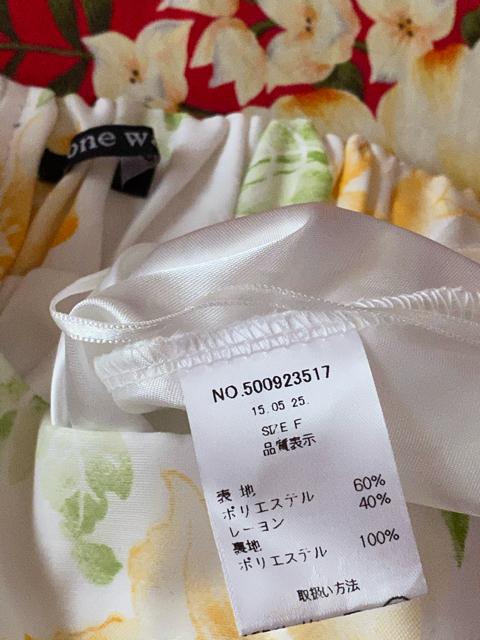 one w
NO.500923517
15.05 25.
SIZE F
品質表示
表 地
ポリエステル 60%
レーヨン 40%
裏地
ポリエステル 100%
取扱い方法